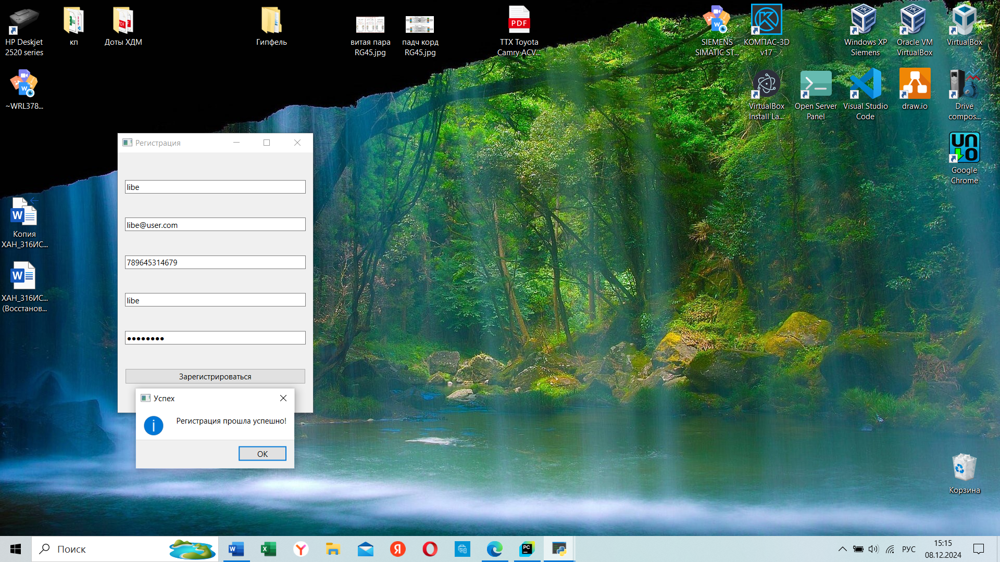 HP Deskjet
2520 series
кп
Доты ХДМ
Гипфель
витая пара
RG45.jpg
падч корд
RG45.jpg
PDF
ТТХ Toyota
Camry ACV...
SIEMENS
SIMATIC ST...
КОМПАС-3D
v17
Windows XP
Siemens
Oracle VM
VirtualBox
VirtualBox
~WRL378...
VirtualBox
Install La...
Open Server
Panel
Visual Studio
Code
draw.io
Drive
compos...
UNO
Google
Chrome
Копия
ХАН_316ИС...
ХАН_316ИС...
(Восстанов...
Регистрация
libe
libe@user.com
789645314679
libe
●●●●●●●●
Зарегистрироваться
Успех
Регистрация прошла успешно!
OK
Корзина
Поиск
РУС
15:15
08.12.2024